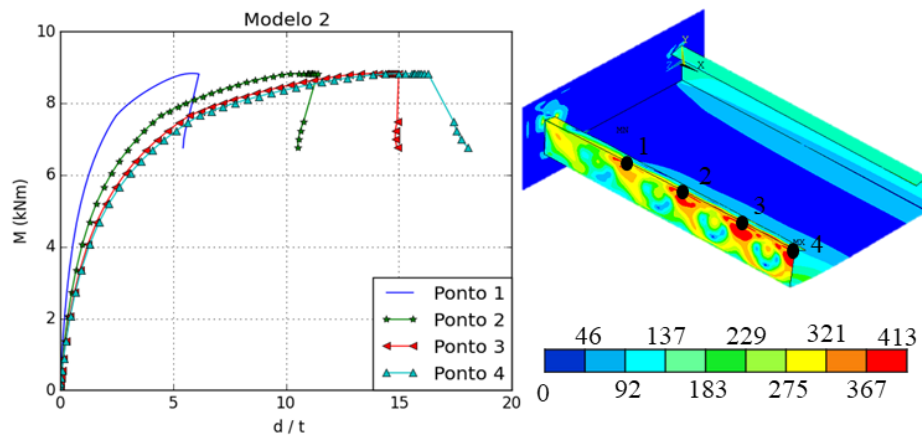 Modelo 2
10
8
6
4
2
0
M (kNm)
0 5 10 15 20
d / t
Ponto 1
Ponto 2
Ponto 3
Ponto 4
Y
X
1
2
3
4
MX
46 137 229 321 413
0 92 183 275 367